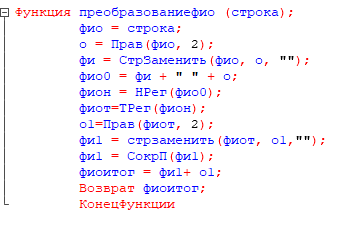 Функция преобразованиефио (строка);
фио = строка;
о = Прав(фио, 2);
фи = СтрЗаменить(фио, о, "");
фио0 = фи + " " + о;
фион = НРег(фио0);
фиот=ТРег(фион);
о1=Прав(фиот, 2);
фи1 = стрзаменить(фиот, о1,"");
фи1 = СокрП(фи1);
фиоитог = фи1+ о1;
Возврат фиоитог;
КонецФункции